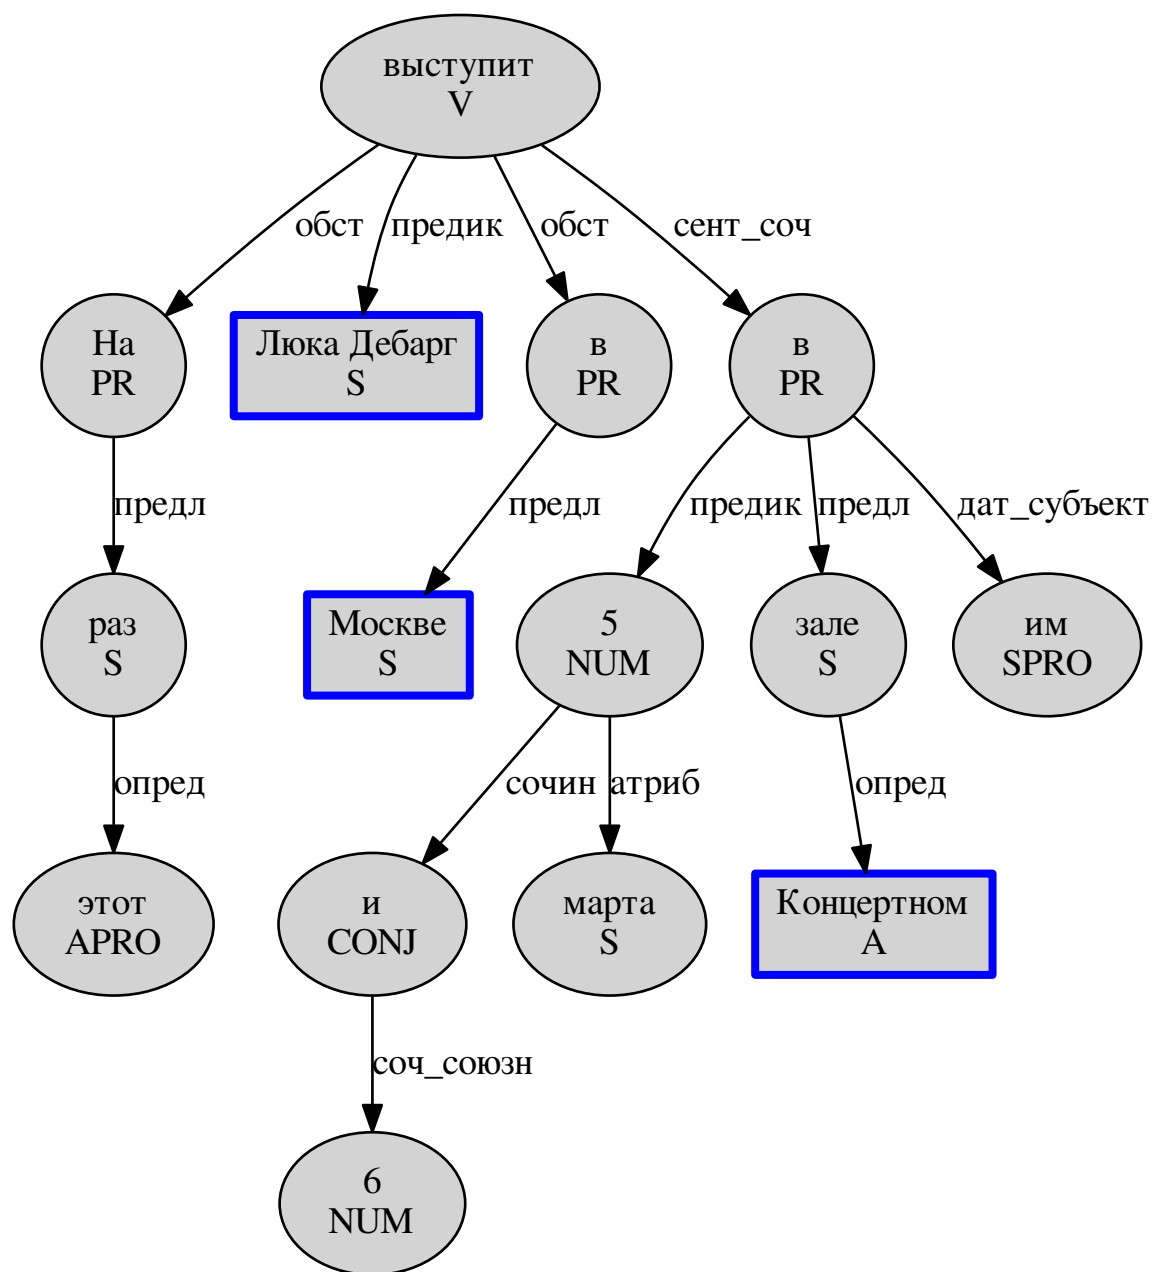 выступит
V
обст
предик
обст
сент_соч
На
PR
Люка Дебарг
S
в
PR
в
PR
предл
предл
предик
предл
дат_субъект
раз
S
Москве
S
5
NUM
зале
S
им
SPRO
опред
сочин
атриб
опред
этот
APRO
и
CONJ
марта
S
Концертном
A
соч_союзн
6
NUM